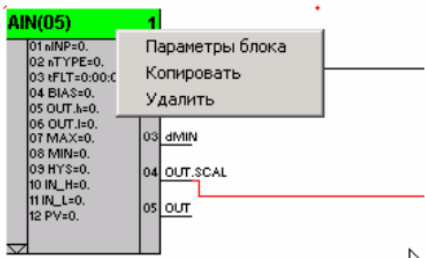 AIN(05) 1
01 nINP=0.
02 nTYPE=0.
03 tFLT=0:00:0
04 BIAS=0.
05 OUT.h=0.
06 OUT.l=0.
07 MAX=0.
08 MIN=0.
09 HYS=0.
10 IN_H=0.
11 IN_L=0.
12 PV=0.
Параметры блока
Копировать
Удалить
03 dMIN
04 OUT.SCAL
05 OUT